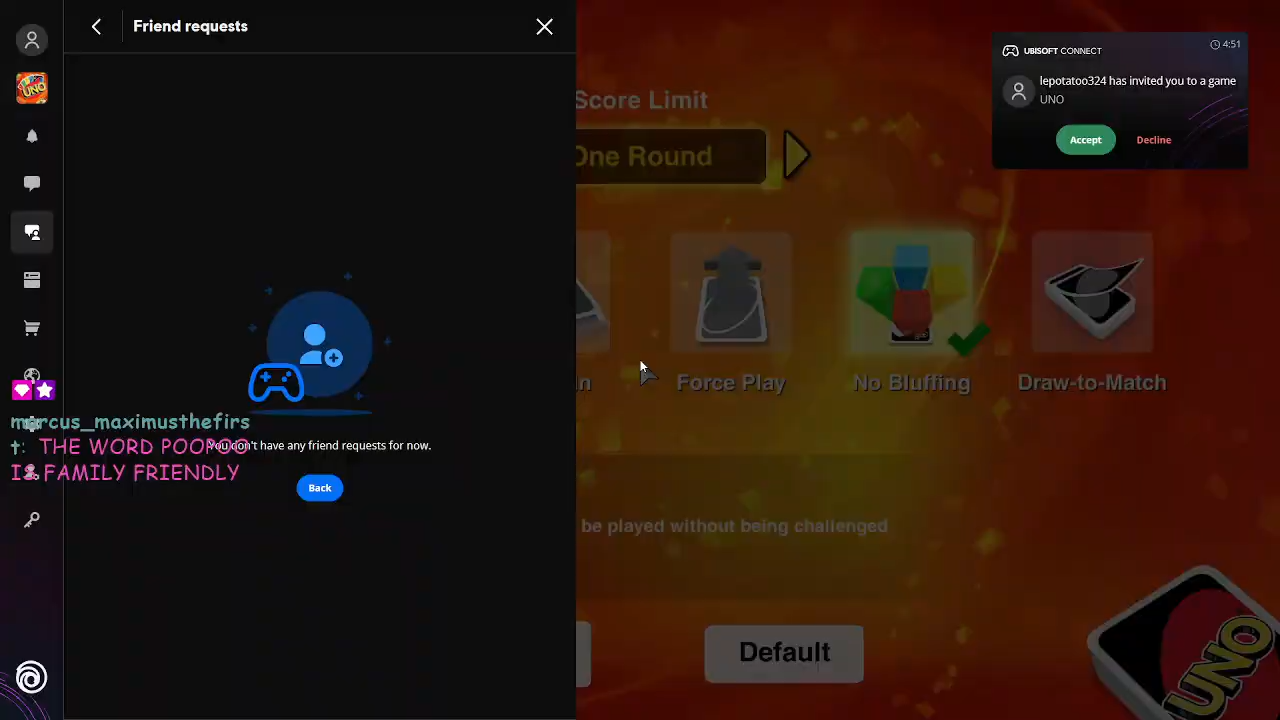 Friend requests
UNO
You don't have any friend requests for now.
Back
marcus_maximusthefirs
t: THE WORD POOPOO
IS FAMILY FRIENDLY
Score Limit
One Round
Force Play
No Bluffing
Draw-to-Match
be played without being challenged
Default
UNO
UBISOFT CONNECT
4:51
lepotatoo324 has invited you to a game
UNO
Accept
Decline